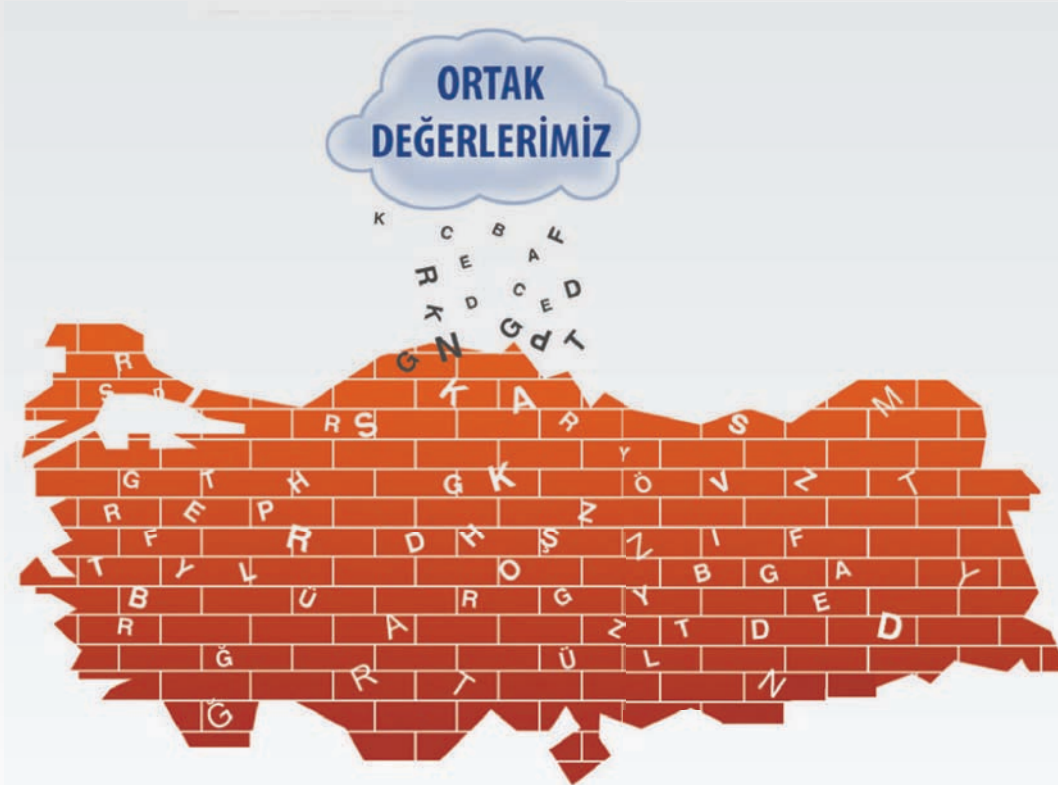 ORTAK
DEĞERLERİMİZ
K
C B F
E A
R C D
D E
K G P T
G N
R
S D
K A M
R S R S
Y
G T H G K Ö V Z T
R E P Z
F R D H Ş Z I F
T Y L O B G A Y
B Ü R G Y E
R A Z T D D
Ğ Ü L
R T N
Ğ